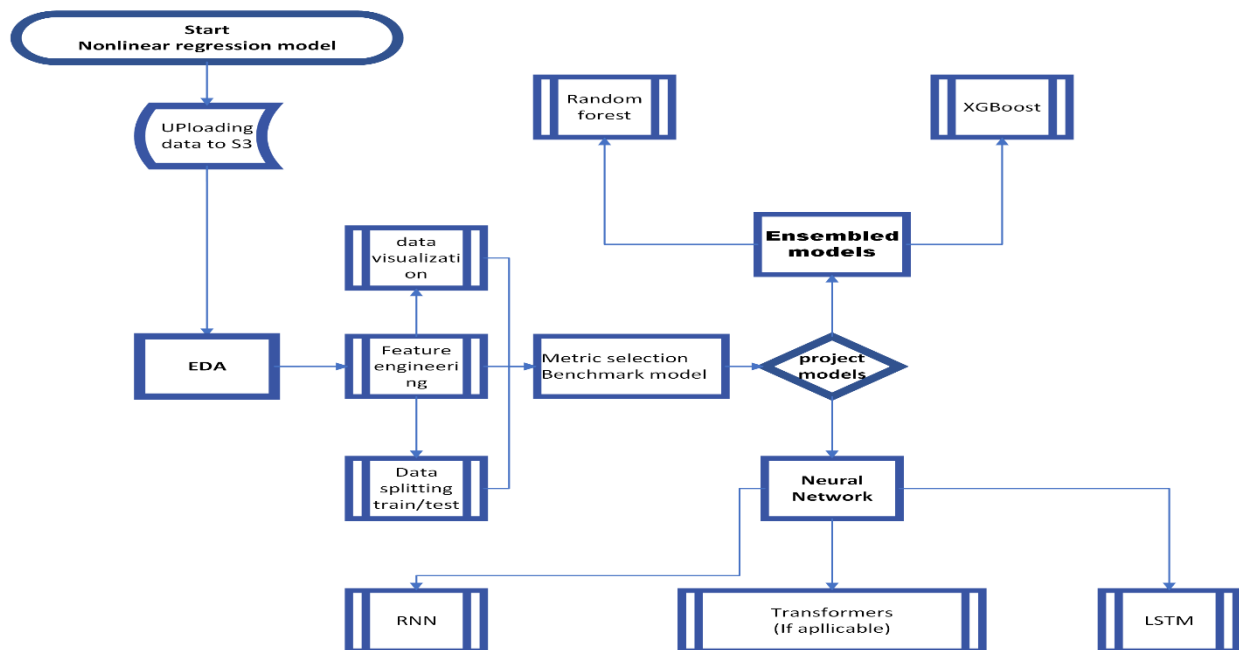 Start
Nonlinear regression model
UPloading
data to S3
Random
forest
XGBoost
Ensembled
models
data
visualizati
on
EDA
Feature
engineeri
ng
Metric selection
Benchmark model
project
models
Data
splitting
train/test
Neural
Network
RNN
Transformers
(If apllicable)
LSTM